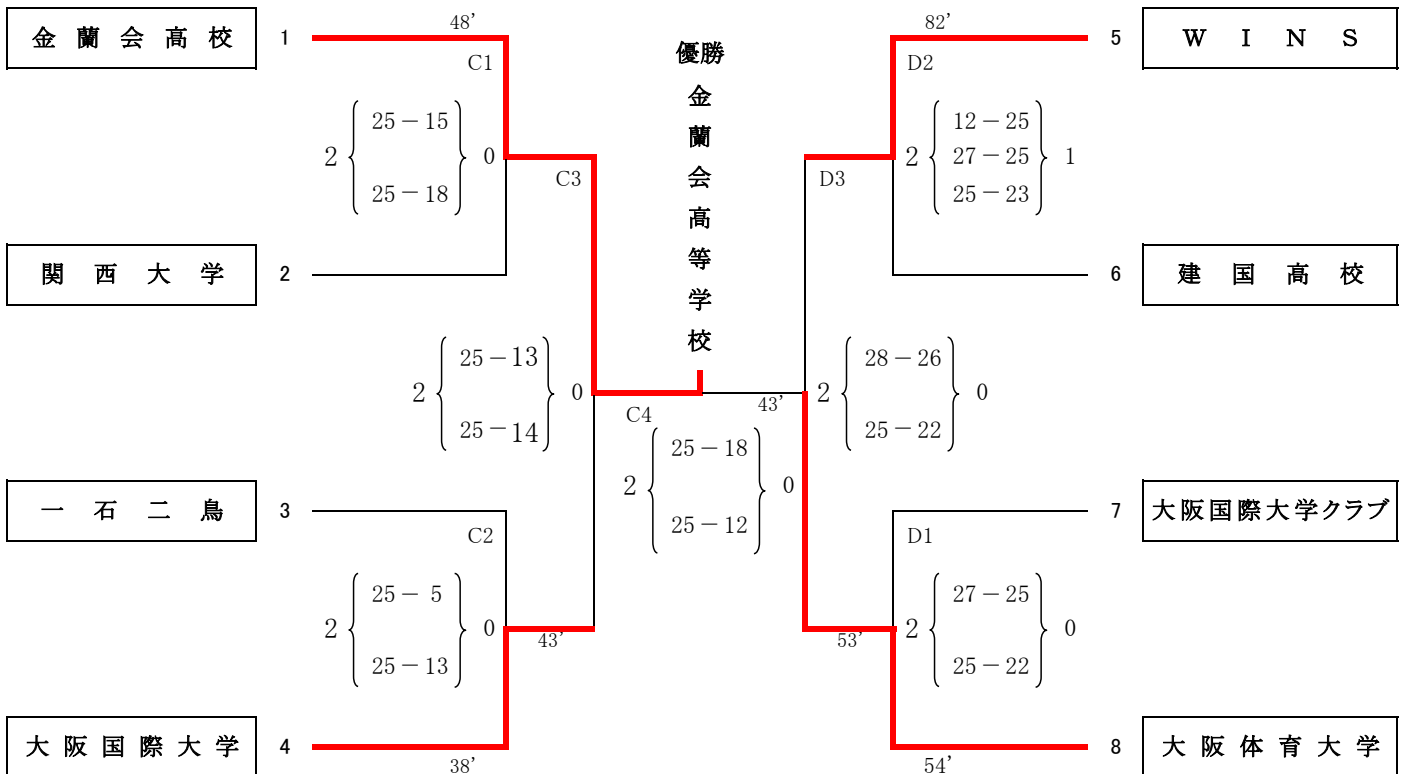 48’
82’
金蘭会高校 1
5 WINS
優勝
金蘭会高等学校
C1
D2
2 { 25－15 } 0
25－18
2 { 12－25 } 1
27－25
25－23
C3
D3
関西大学 2
6 建国高校
2 { 25－13 } 0
25－14
2 { 28－26 } 0
25－22
43’
C4
2 { 25－18 } 0
25－12
一石二鳥 3
7 大阪国際大学クラブ
C2
D1
2 { 25－ 5 } 0
25－13
2 { 27－25 } 0
25－22
43’
53’
大阪国際大学 4
8 大阪体育大学
38’
54’